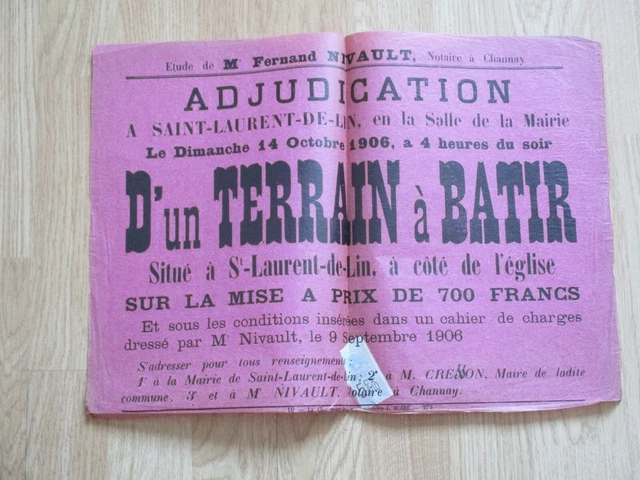 Etude de Me Fernand NIVAULT, Notaire à Channay
ADJUDICATION
A SAINT-LAURENT-DE-LIN, en la Salle de la Mairie
Le Dimanche 14 Octobre 1906, a 4 heures du soir
D'un TERRAIN à BATIR
Situé à St-Laurent-de-Lin, à côté de l'église
SUR LA MISE A PRIX DE 700 FRANCS
Et sous les conditions insérées dans un cahier de charges
dressé par Me Nivault, le 9 Septembre 1906
S'adresser pour tous renseignements:
1° à la Mairie de Saint-Laurent-de-Lin; 2° a M. Maire de ladite
commune; 3° et à Me NIVAULT, Notaire à Channay.